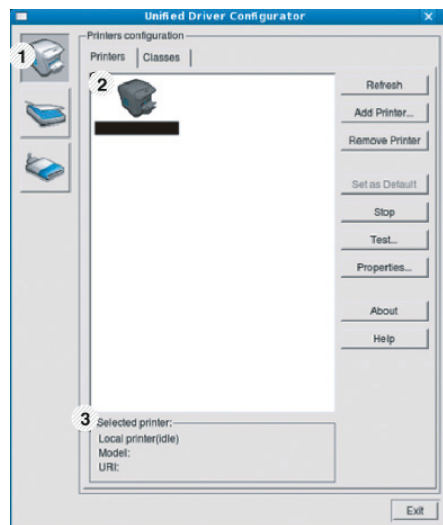 Unified Driver Configurator
Printers configuration
Printers Classes
1
2
Refresh
Add Printer...
Remove Printer
Set as Default
Stop
Test...
Properties...
About
Help
3
Selected printer:
Local printer(idle)
Model:
URI:
Exit